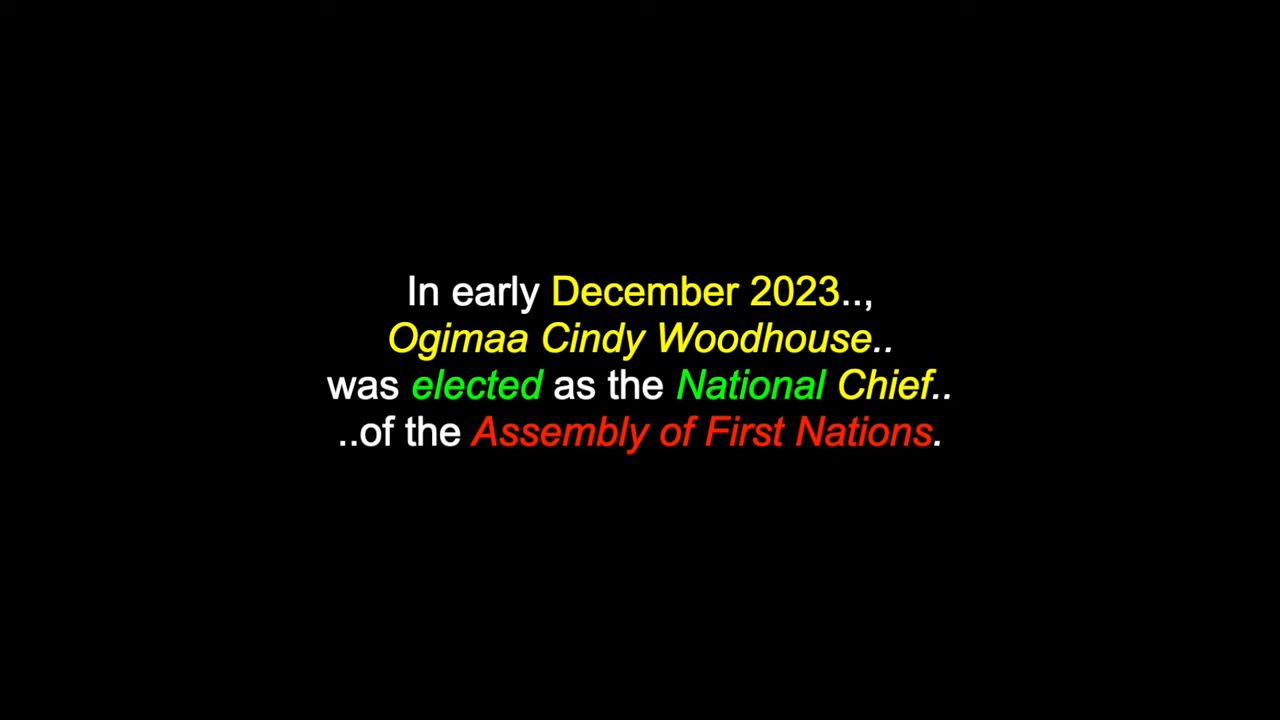 In early December 2023..,
Ogimaa Cindy Woodhouse..
was elected as the National Chief..
..of the Assembly of First Nations.